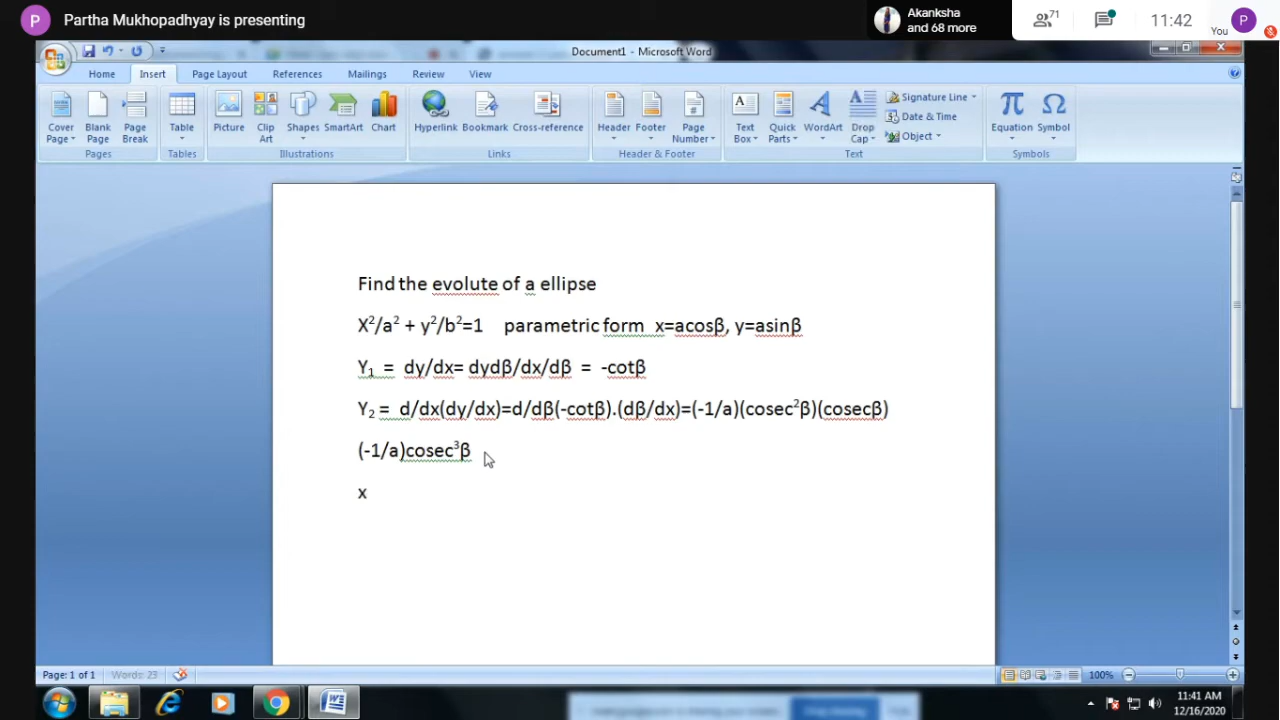 P Partha Mukhopadhyay is presenting
Akanksha
and 68 more
71
11:42
You
P
Document1 - Microsoft Word
Home Insert Page Layout References Mailings Review View
Cover Page
Blank Page
Page Break
Table
Picture
Clip Art
Shapes
SmartArt
Chart
Hyperlink
Bookmark
Cross-reference
Header
Footer
Page Number
Text Box
Quick Parts
WordArt
Drop Cap
Signature Line
Date & Time
Object
Equation
Symbol
Pages Tables Illustrations Links Header & Footer Text Symbols
Find the evolute of a ellipse
X²/a² + y²/b²=1 parametric form x=acosβ, y=asinβ
Y₁ = dy/dx= dydβ/dx/dβ = -cotβ
Y₂ = d/dx(dy/dx)=d/dβ(-cotβ).(dβ/dx)=(-1/a)(cosec²β)(cosecβ)
(-1/a)cosec³β
x
Page: 1 of 1 Words: 23 100%
11:41 AM
12/16/2020